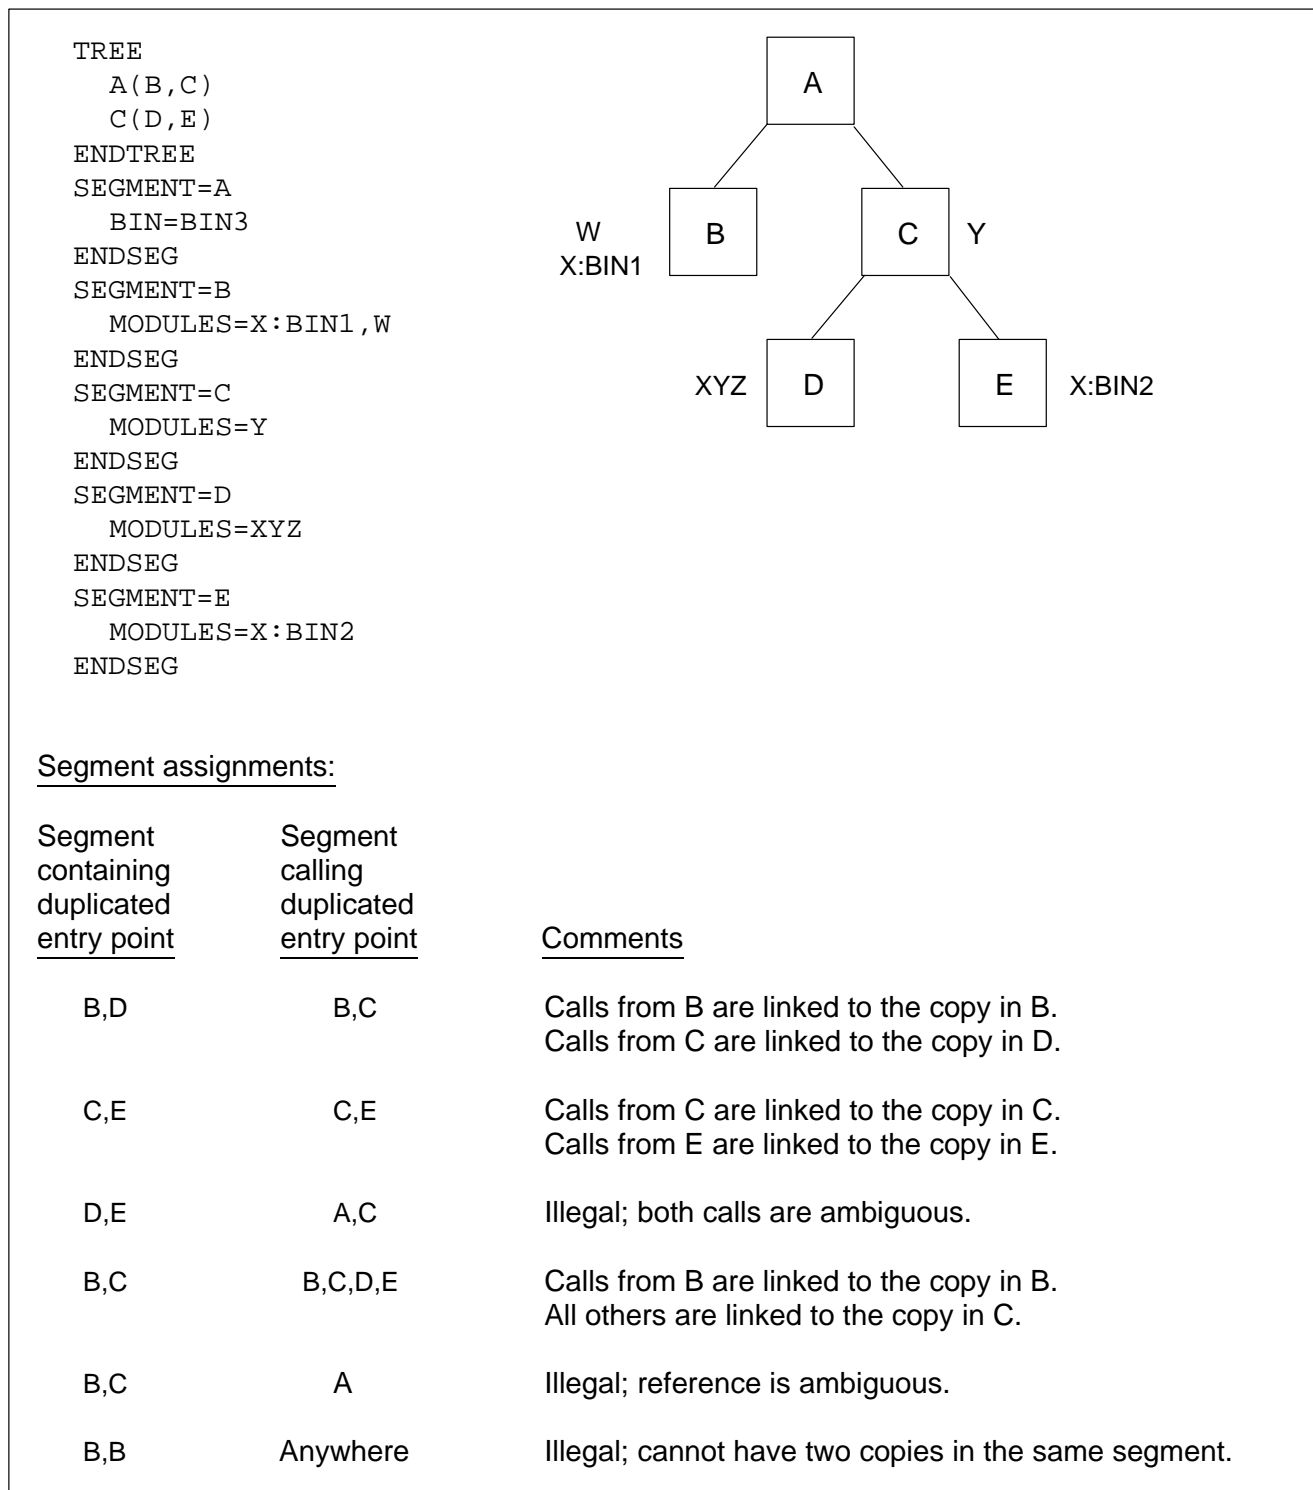 TREE
A(B,C)
C(D,E)
ENDTREE
SEGMENT=A
BIN=BIN3
ENDSEG
SEGMENT=B
MODULES=X:BIN1,W
ENDSEG
SEGMENT=C
MODULES=Y
ENDSEG
SEGMENT=D
MODULES=XYZ
ENDSEG
SEGMENT=E
MODULES=X:BIN2
ENDSEG
A
W
X:BIN1
B
C
Y
XYZ
D
E
X:BIN2
Segment assignments:
Segment
containing
duplicated
entry point
Segment
calling
duplicated
entry point
Comments
B,D
B,C
Calls from B are linked to the copy in B.
Calls from C are linked to the copy in D.
C,E
C,E
Calls from C are linked to the copy in C.
Calls from E are linked to the copy in E.
D,E
A,C
Illegal; both calls are ambiguous.
B,C
B,C,D,E
Calls from B are linked to the copy in B.
All others are linked to the copy in C.
B,C
A
Illegal; reference is ambiguous.
B,B
Anywhere
Illegal; cannot have two copies in the same segment.